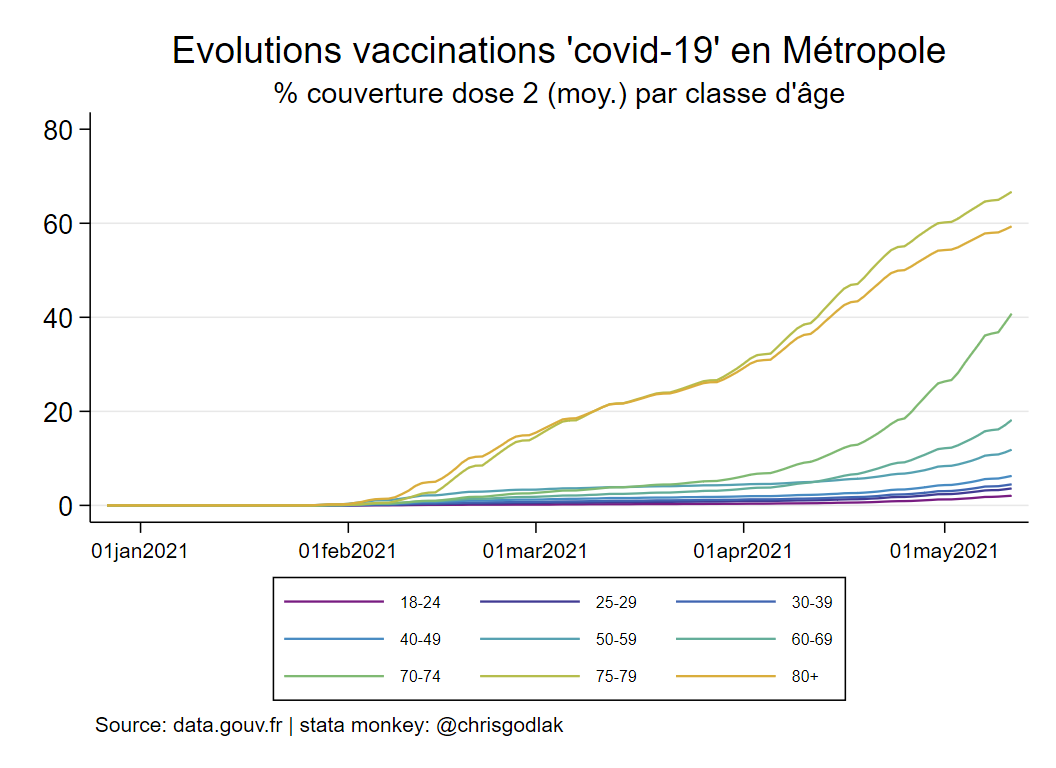 Evolutions vaccinations 'covid-19' en Métropole
% couverture dose 2 (moy.) par classe d'âge
80
60
40
20
0
01jan2021 01feb2021 01mar2021 01apr2021 01may2021
18-24 25-29 30-39
40-49 50-59 60-69
70-74 75-79 80+
Source: data.gouv.fr | stata monkey: @chrisgodlak